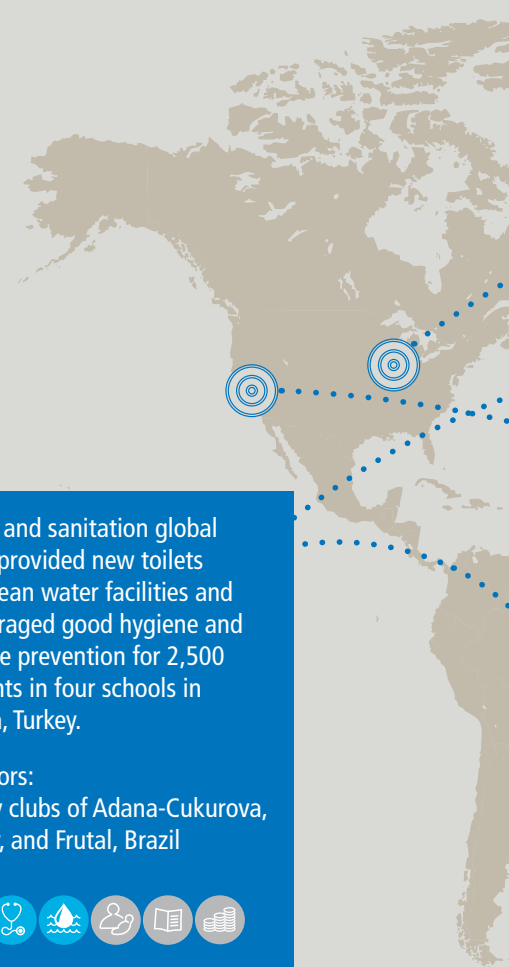 and sanitation global
provided new toilets
ean water facilities and
raged good hygiene and
e prevention for 2,500
nts in four schools in
, Turkey.
ors:
y clubs of Adana-Cukurova,
, and Frutal, Brazil